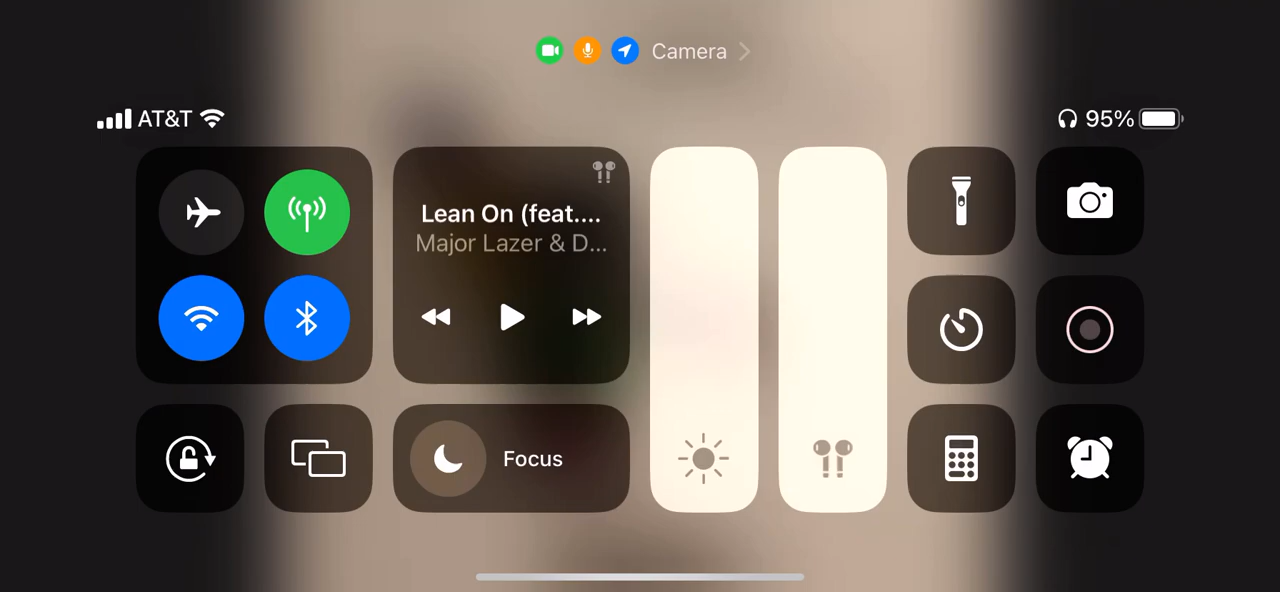 Camera
AT&T
95%
Lean On (feat....
Major Lazer & D...
Focus